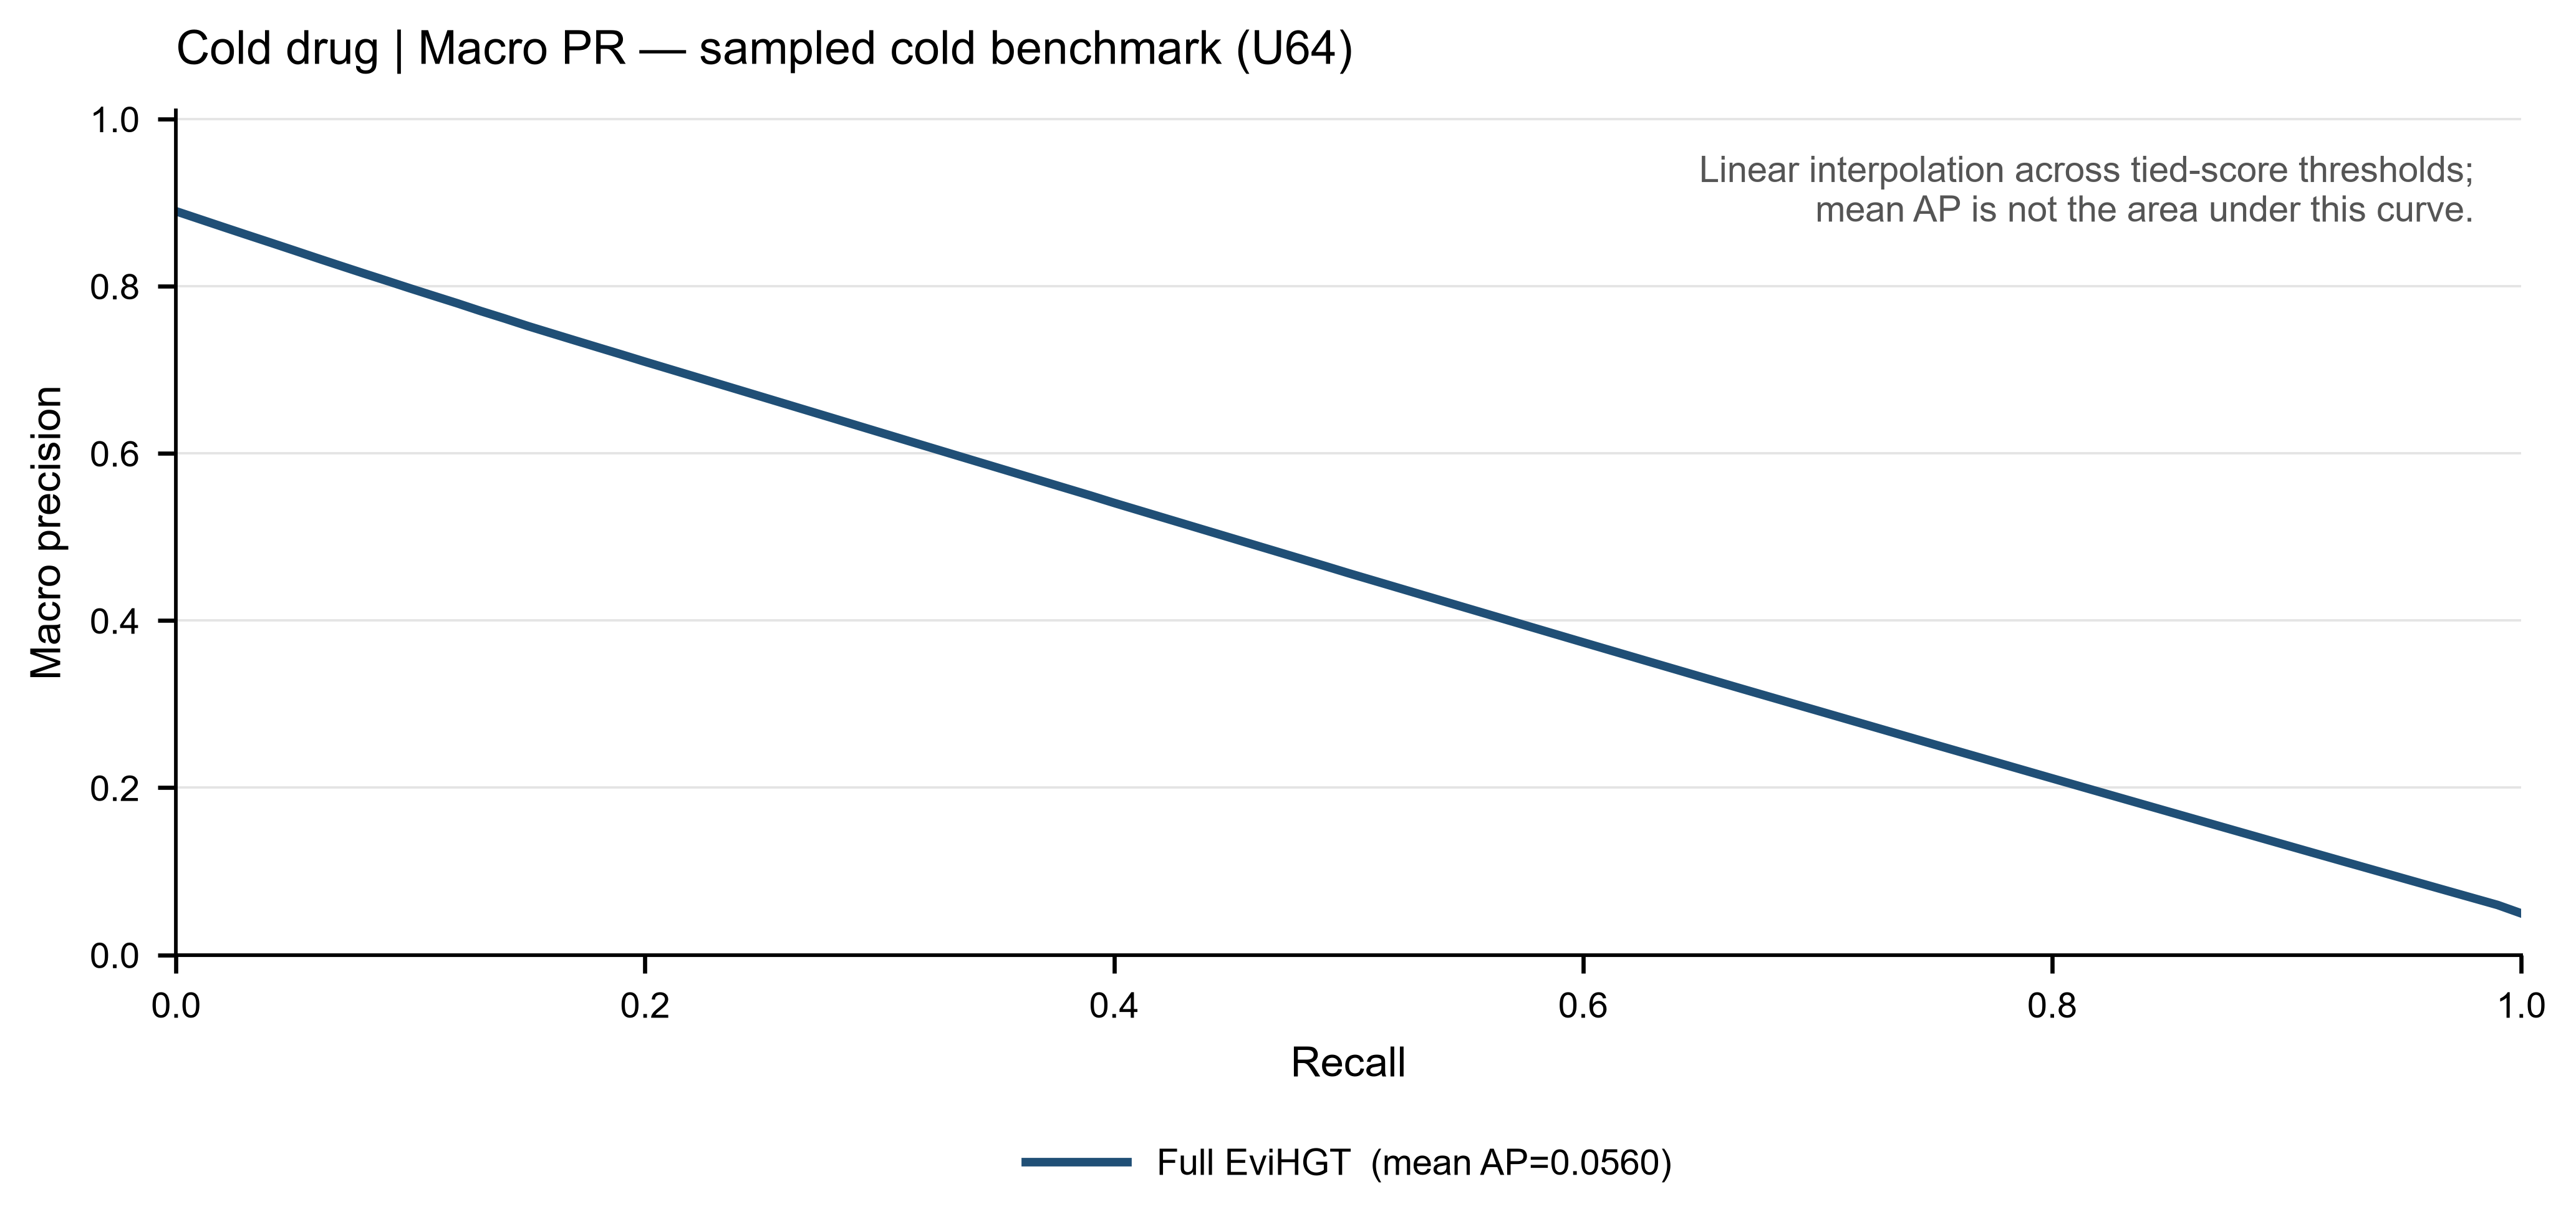 Cold drug | Macro PR — sampled cold benchmark (U64)
Linear interpolation across tied-score thresholds;
mean AP is not the area under this curve.
Macro precision
1.0
0.8
0.6
0.4
0.2
0.0
0.0 0.2 0.4 0.6 0.8 1.0
Recall
Full EviHGT (mean AP=0.0560)